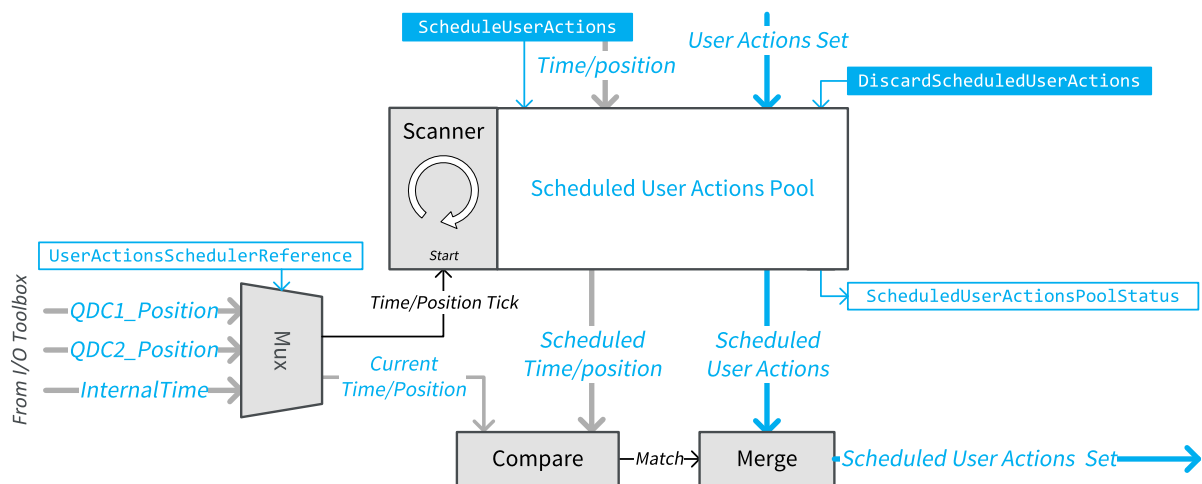 ScheduleUserActions
User Actions Set
Time/position
DiscardScheduledUserActions
Scanner
Scheduled User Actions Pool
Start
UserActionsSchedulerReference
From I/O Toolbox
QDC1_Position
QDC2_Position
InternalTime
Mux
Time/Position Tick
ScheduledUserActionsPoolStatus
Current
Time/Position
Scheduled
Time/position
Scheduled
User Actions
Compare
Match
Merge
Scheduled User Actions Set